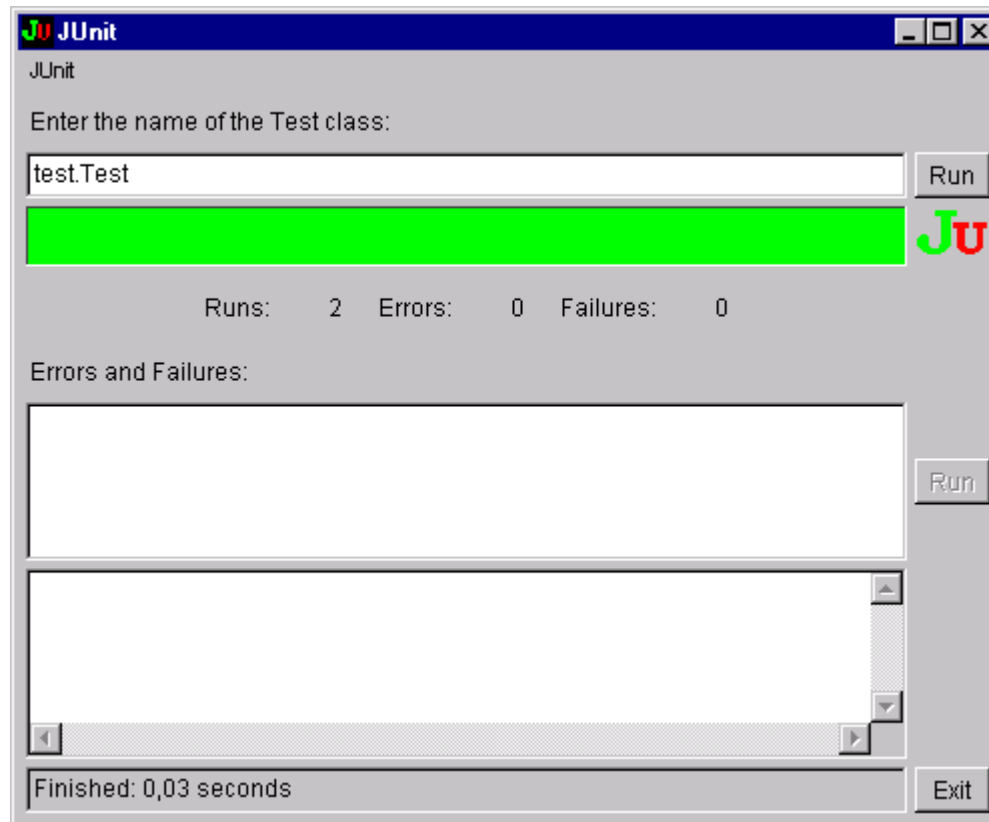 JU JUnit
JUnit
Enter the name of the Test class:
test.Test
Run
JU
Runs: 2 Errors: 0 Failures: 0
Errors and Failures:
Run
Finished: 0,03 seconds
Exit